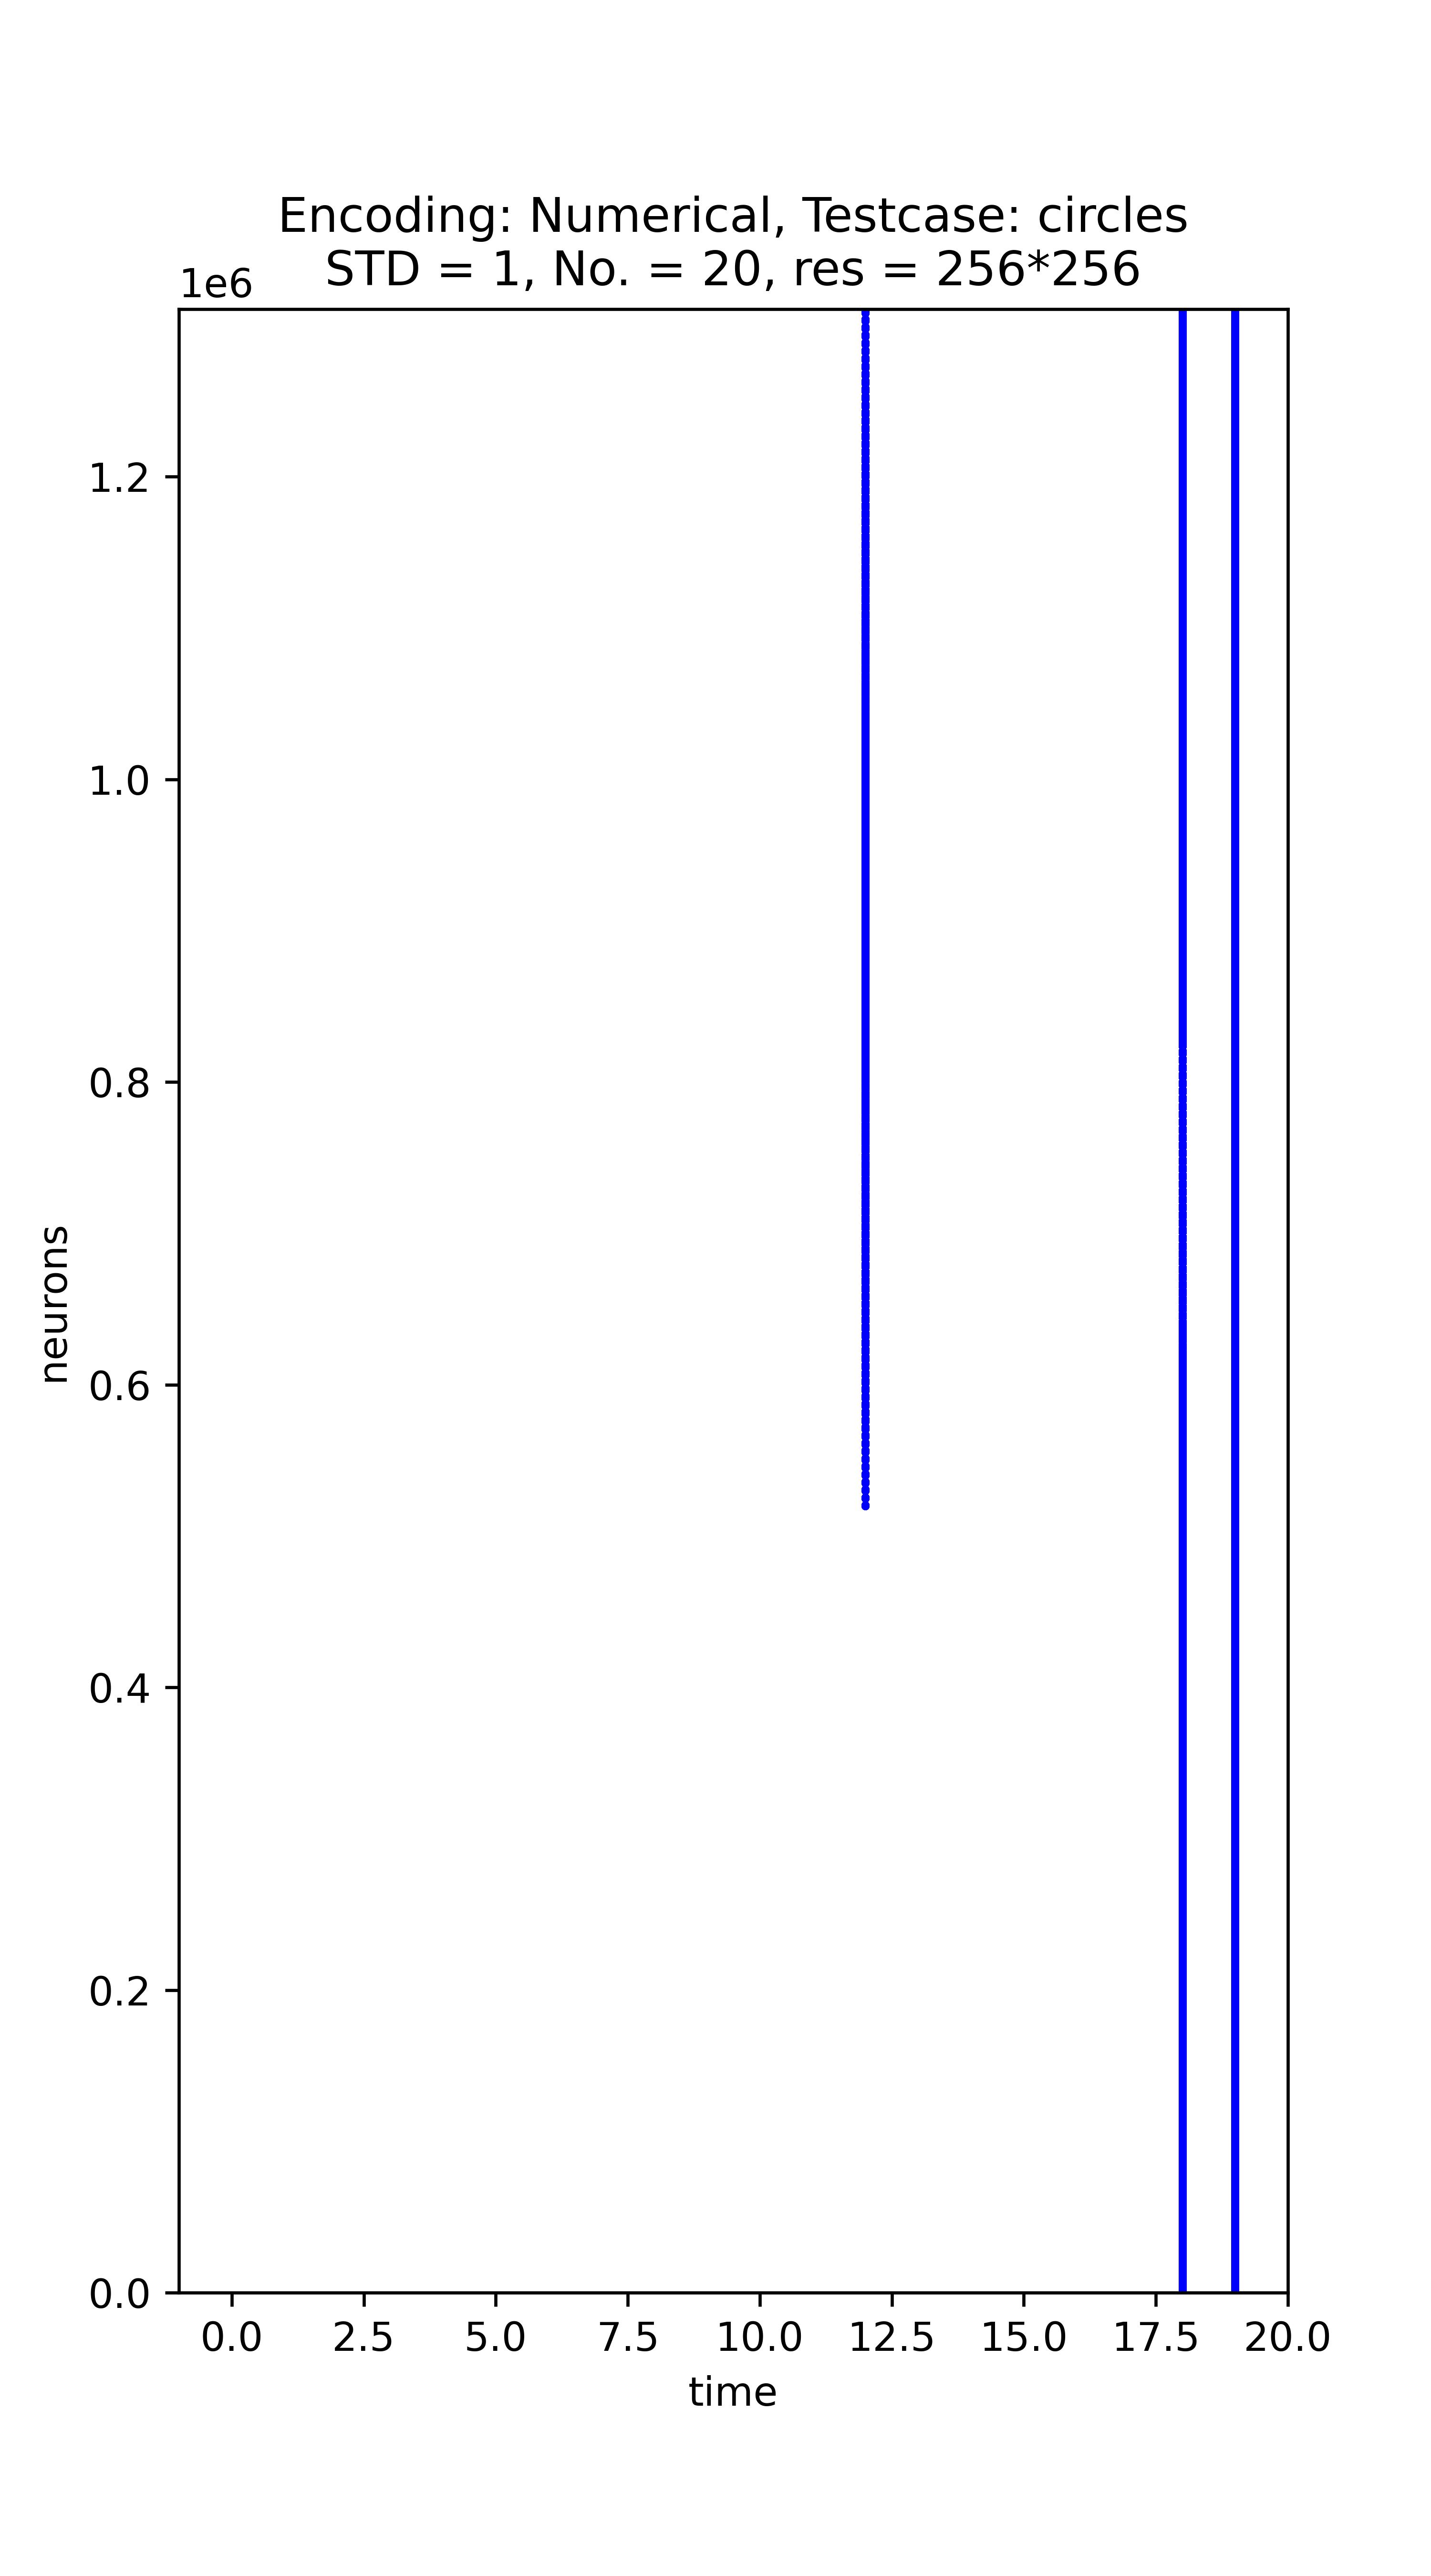 Encoding: Numerical, Testcase: circles
STD = 1, No. = 20, res = 256*256
1e6
1.2
1.0
0.8
0.6
0.4
0.2
0.0
neurons
0.0 2.5 5.0 7.5 10.0 12.5 15.0 17.5 20.0
time